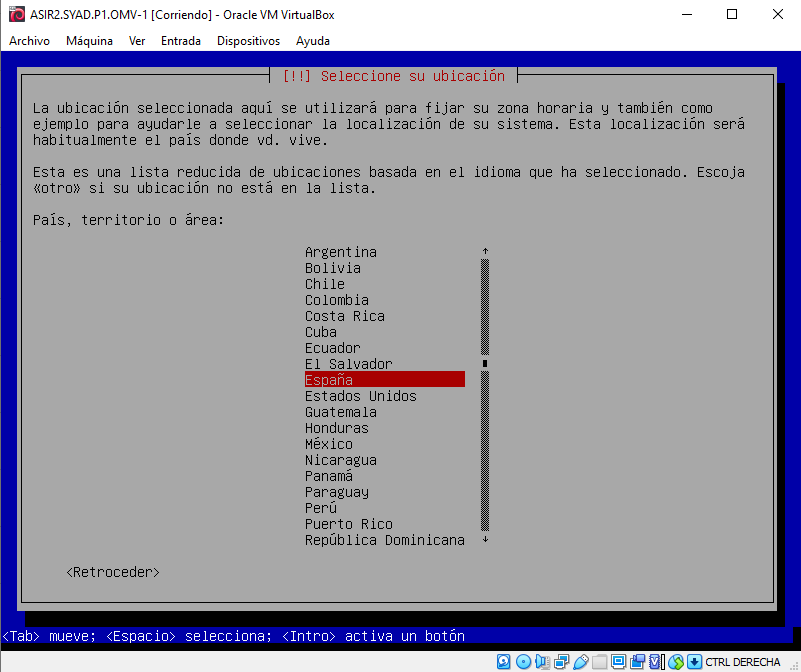 ASIR2.SYAD.P1.OMV-1 [Corriendo] - Oracle VM VirtualBox
Archivo Máquina Ver Entrada Dispositivos Ayuda
[!!] Seleccione su ubicación
La ubicación seleccionada aquí se utilizará para fijar su zona horaria y también como
ejemplo para ayudarle a seleccionar la localización de su sistema. Esta localización será
habitualmente el país donde vd. vive.
Esta es una lista reducida de ubicaciones basada en el idioma que ha seleccionado. Escoja
«otro» si su ubicación no está en la lista.
País, territorio o área:
Argentina
Bolivia
Chile
Colombia
Costa Rica
Cuba
Ecuador
El Salvador
España
Estados Unidos
Guatemala
Honduras
México
Nicaragua
Panamá
Paraguay
Perú
Puerto Rico
República Dominicana
<Retroceder>
<Tab> mueve; <Espacio> selecciona; <Intro> activa un botón
CTRL DERECHA